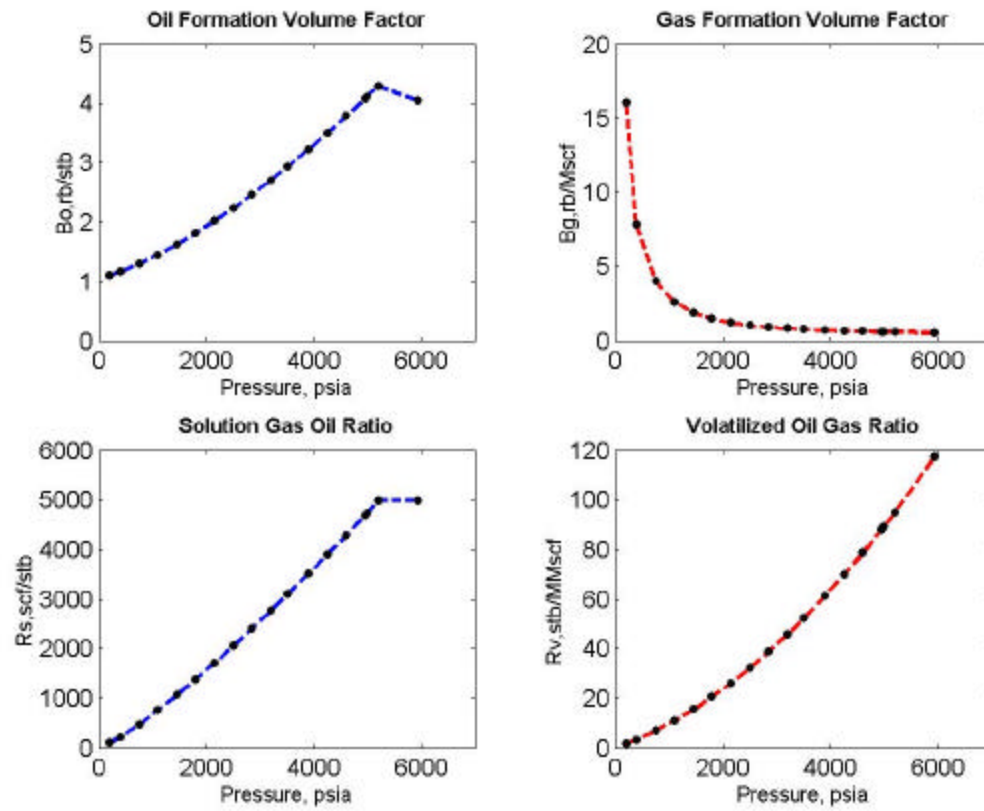 Oil Formation Volume Factor
5
4
3
2
1
0
Bo,rb/stb
0 2000 4000 6000
Pressure, psia
Gas Formation Volume Factor
20
15
10
5
0
Bg,rb/Mscf
0 2000 4000 6000
Pressure, psia
Solution Gas Oil Ratio
6000
5000
4000
3000
2000
1000
0
Rs,scf/stb
0 2000 4000 6000
Pressure, psia
Volatilized Oil Gas Ratio
120
100
80
60
40
20
0
Rv,stb/MMscf
0 2000 4000 6000
Pressure, psia